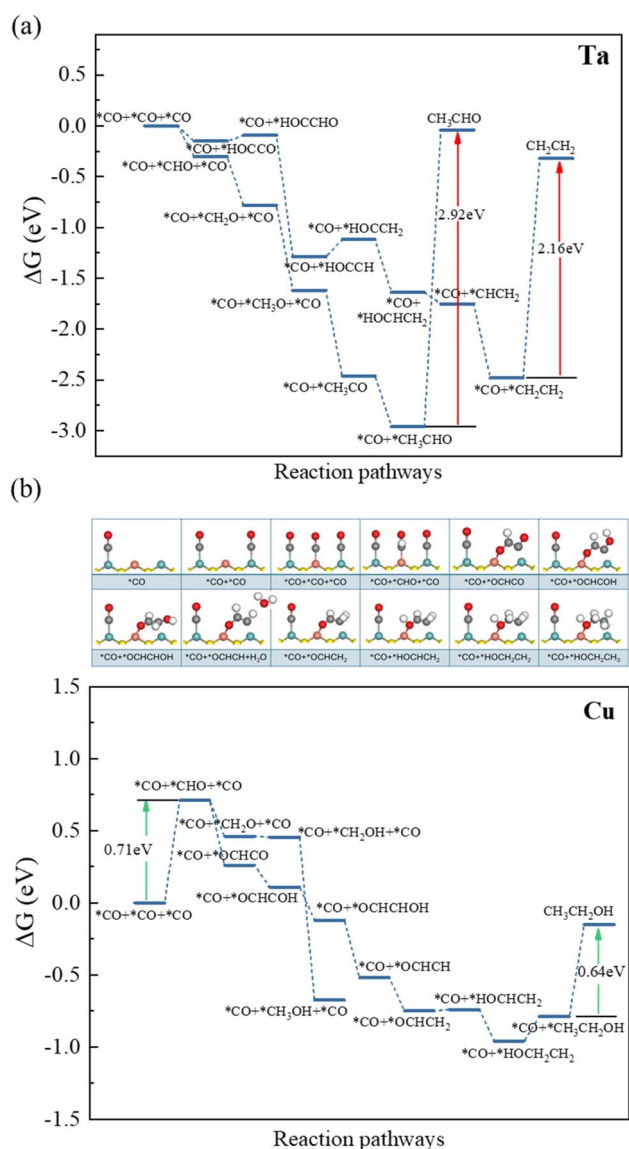 (a)
Ta
0.5
0.0
-0.5
-1.0
-1.5
-2.0
-2.5
-3.0
ΔG (eV)
*CO+*CO+*CO
*CO+*HOCCHO
*CO+*HOCCO
*CO+*CHO+*CO
*CO+*CH₂O+*CO
*CO+*HOCCH₂
*CO+*HOCCH
*CO+*CH₃O+*CO
*CO+
*HOCHCH₂
*CO+*CHCH₂
*CO+*CH₃CO
*CO+*CH₂CH₂
*CO+*CH₃CHO
CH₃CHO
2.92eV
CH₂CH₂
2.16eV
Reaction pathways
(b)
*CO
*CO+*CO
*CO+*CO+*CO
*CO+*CHO+*CO
*CO+*OCHCO
*CO+*OCHCOH
*CO+*OCHCHOH
*CO+*OCHCH+H₂O
*CO+*OCHCH₂
*CO+*HOCHCH₂
*CO+*HOCH₂CH₂
*CO+*HOCH₂CH₃
Cu
1.5
1.0
0.5
0.0
-0.5
-1.0
-1.5
ΔG (eV)
*CO+*CHO+*CO
0.71eV
*CO+*CO+*CO
*CO+*CH₂O+*CO
*CO+*CH₂OH+*CO
*CO+*OCHCO
*CO+*OCHCOH
*CO+*OCHCHOH
*CO+*OCHCH
*CO+*CH₃OH+*CO
*CO+*OCHCH₂
*CO+*HOCHCH₂
*CO+*HOCH₂CH₂
*CO+*CH₃CH₂OH
CH₃CH₂OH
0.64eV
Reaction pathways